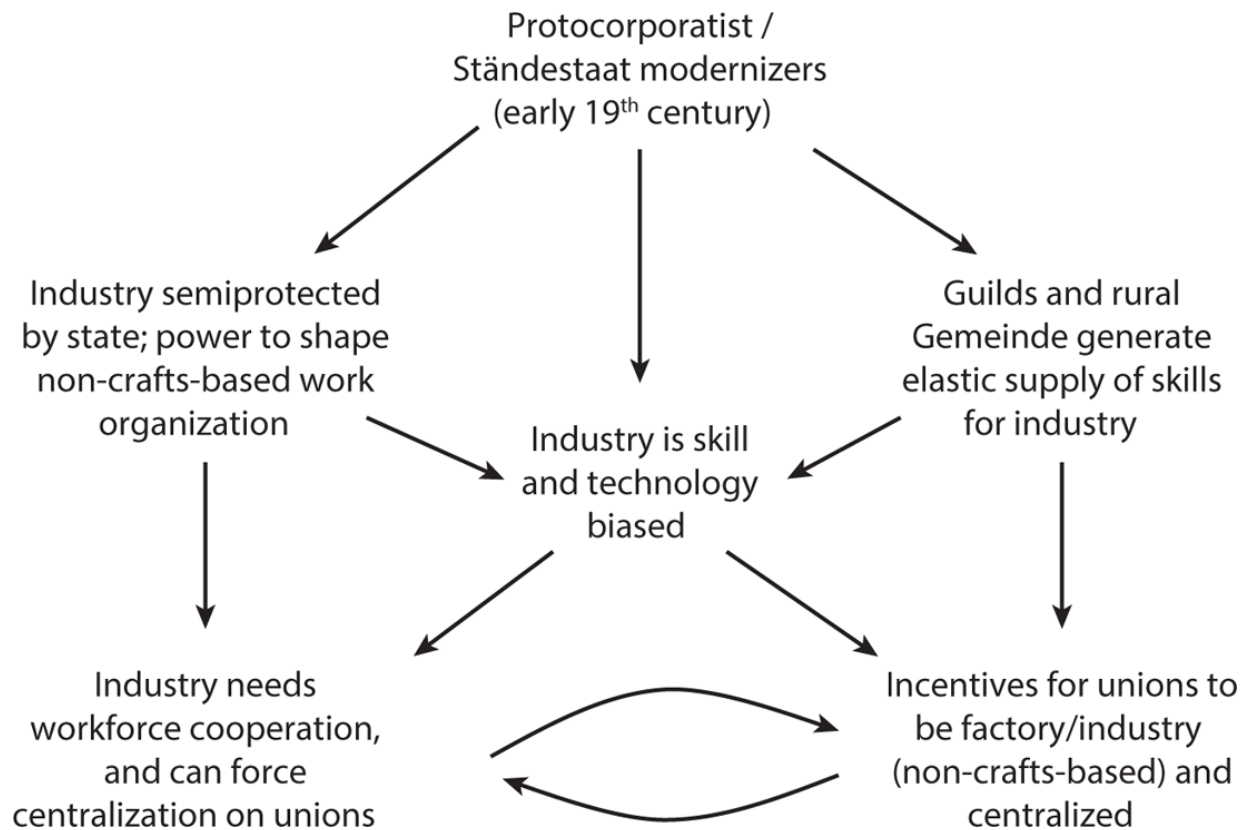 Protocorporatist /
Ständestaat modernizers
(early 19th century)
Industry semiprotected
by state; power to shape
non-crafts-based work
organization
Guilds and rural
Gemeinde generate
elastic supply of skills
for industry
Industry is skill
and technology
biased
Industry needs
workforce cooperation,
and can force
centralization on unions
Incentives for unions to
be factory/industry
(non-crafts-based) and
centralized